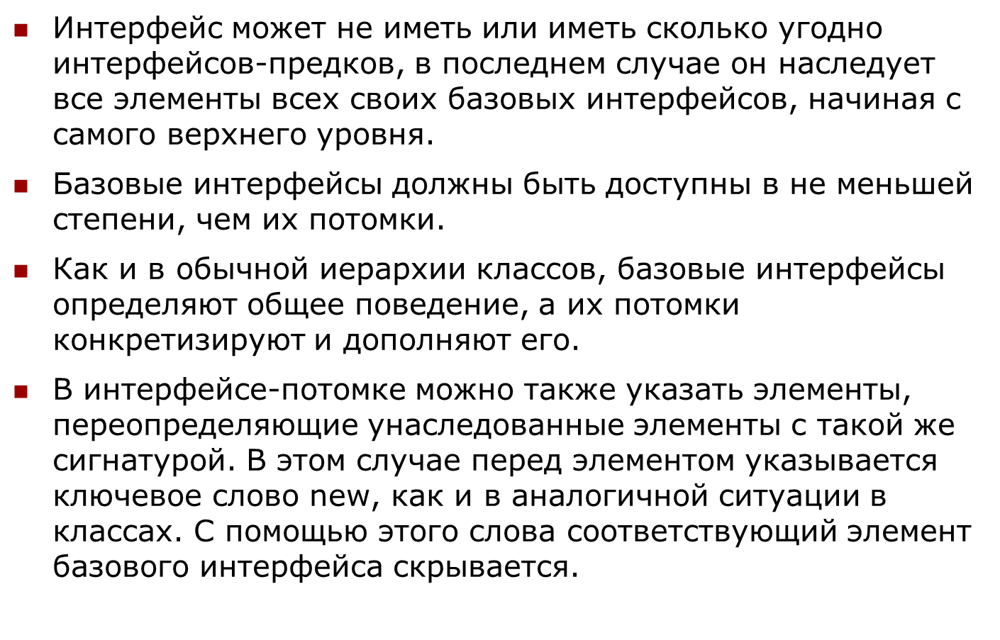 Интерфейс может не иметь или иметь сколько угодно
интерфейсов-предков, в последнем случае он наследует
все элементы всех своих базовых интерфейсов, начиная с
самого верхнего уровня.
Базовые интерфейсы должны быть доступны в не меньшей
степени, чем их потомки.
Как и в обычной иерархии классов, базовые интерфейсы
определяют общее поведение, а их потомки
конкретизируют и дополняют его.
В интерфейсе-потомке можно также указать элементы,
переопределяющие унаследованные элементы с такой же
сигнатурой. В этом случае перед элементом указывается
ключевое слово new, как и в аналогичной ситуации в
классах. С помощью этого слова соответствующий элемент
базового интерфейса скрывается.